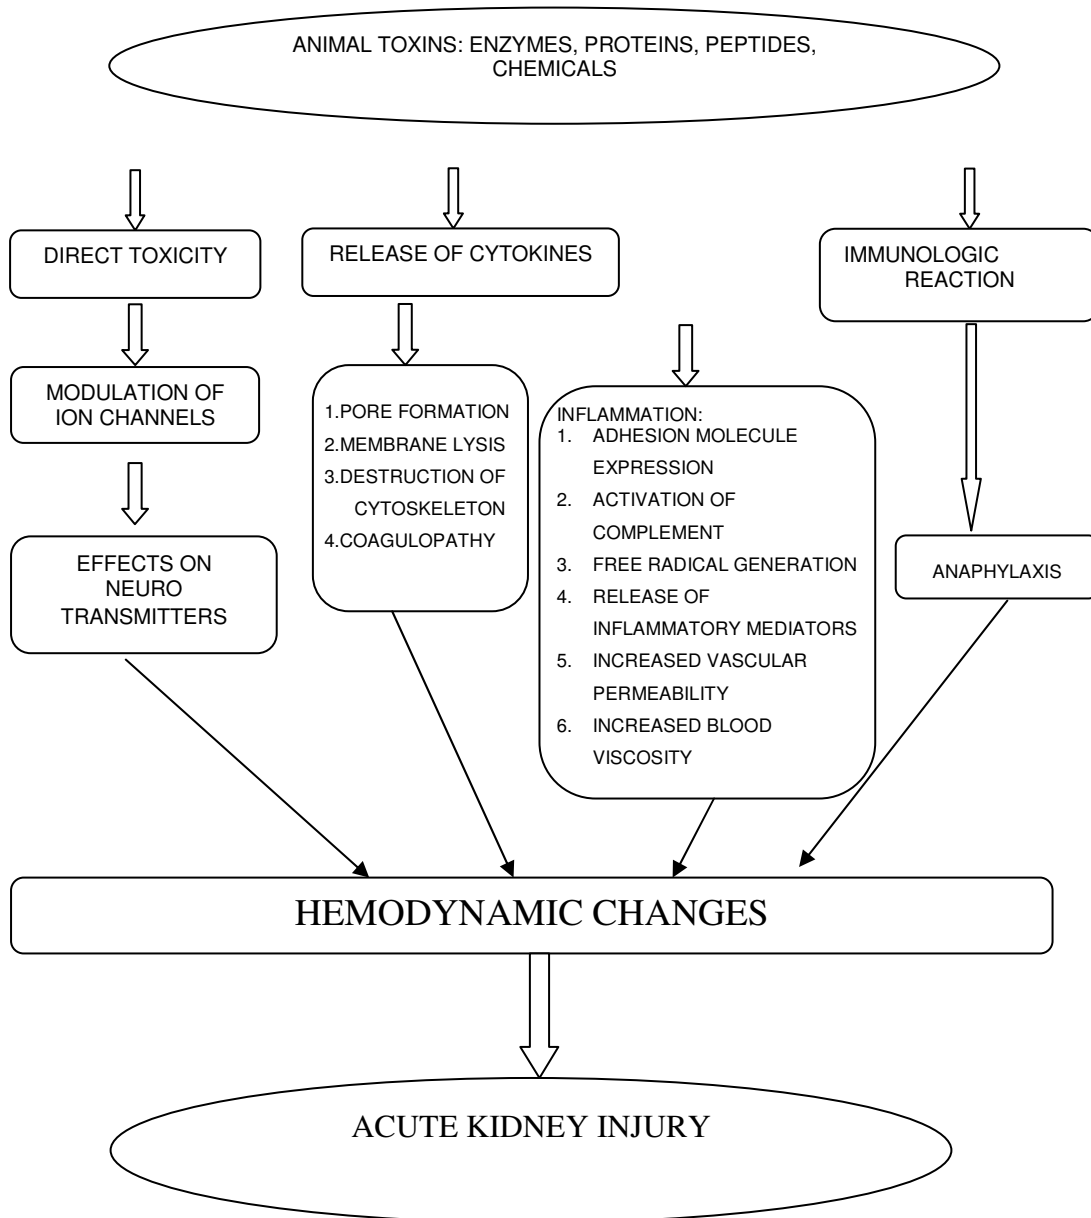 ANIMAL TOXINS: ENZYMES, PROTEINS, PEPTIDES,
CHEMICALS
DIRECT TOXICITY
RELEASE OF CYTOKINES
IMMUNOLOGIC
REACTION
MODULATION OF
ION CHANNELS
1.PORE FORMATION
2.MEMBRANE LYSIS
3.DESTRUCTION OF
CYTOSKELETON
4.COAGULOPATHY
INFLAMMATION:
1. ADHESION MOLECULE
EXPRESSION
2. ACTIVATION OF
COMPLEMENT
3. FREE RADICAL GENERATION
4. RELEASE OF
INFLAMMATORY MEDIATORS
5. INCREASED VASCULAR
PERMEABILITY
6. INCREASED BLOOD
VISCOSITY
EFFECTS ON
NEURO
TRANSMITTERS
ANAPHYLAXIS
HEMODYNAMIC CHANGES
ACUTE KIDNEY INJURY